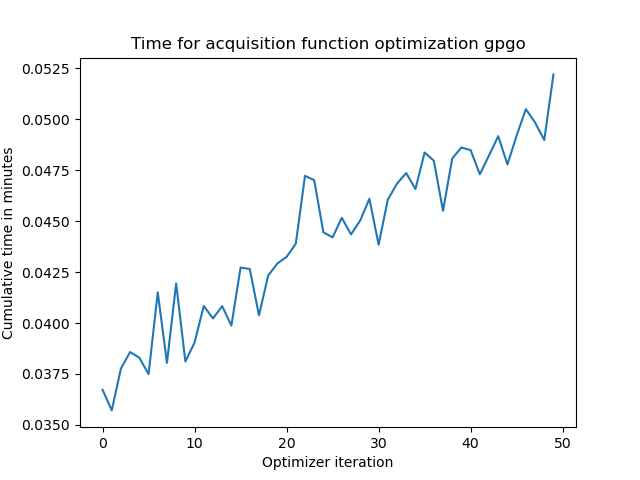 Time for acquisition function optimization gpgo
0.0525
0.0500
0.0475
0.0450
0.0425
0.0400
0.0375
0.0350
Cumulative time in minutes
0 10 20 30 40 50
Optimizer iteration